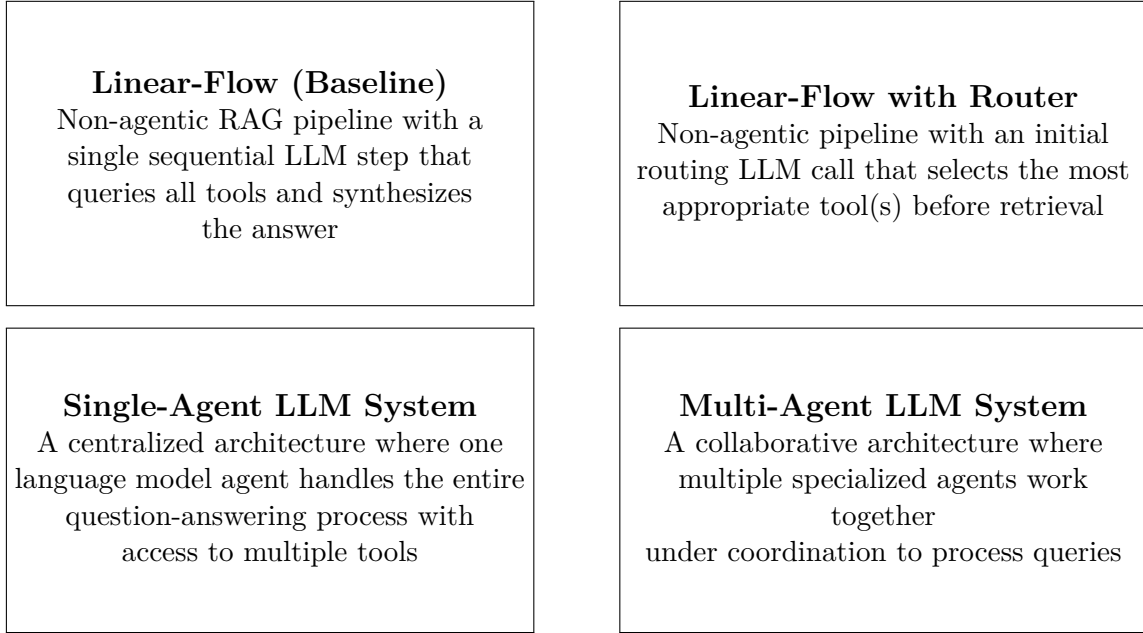 Linear-Flow (Baseline)
Non-agentic RAG pipeline with a
single sequential LLM step that
queries all tools and synthesizes
the answer
Linear-Flow with Router
Non-agentic pipeline with an initial
routing LLM call that selects the most
appropriate tool(s) before retrieval
Single-Agent LLM System
A centralized architecture where one
language model agent handles the entire
question-answering process with
access to multiple tools
Multi-Agent LLM System
A collaborative architecture where
multiple specialized agents work
together
under coordination to process queries